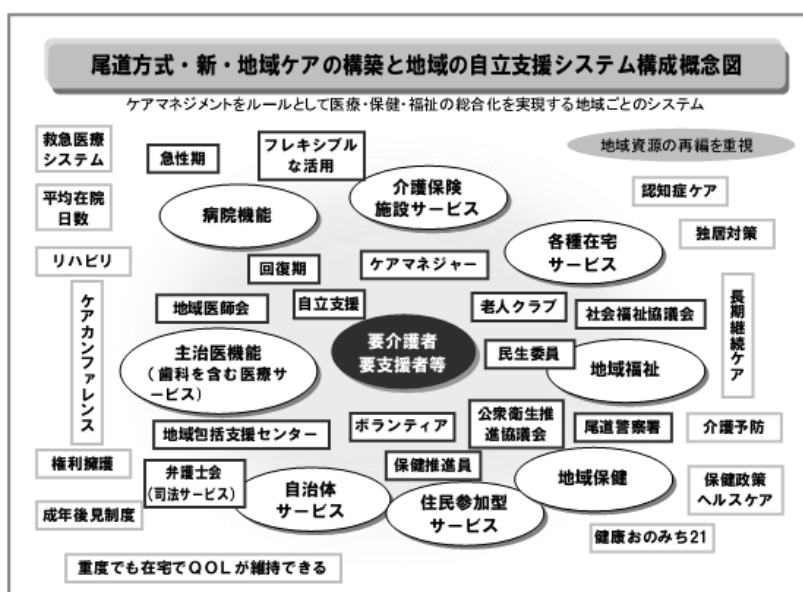 尾道方式・新・地域ケアの構築と地域の自立支援システム構成概念図
ケアマネジメントをルールとして医療・保健・福祉の総合化を実現する地域ごとのシステム
救急医療
システム
急性期
フレキシブル
な活用
地域資源の再編を重視
平均在院
日数
病院機能
介護保険
施設サービス
認知症ケア
リハビリ
回復期
ケアマネジャー
各種在宅
サービス
独居対策
ケアカンファレンス
地域医師会
自立支援
老人クラブ
社会福祉協議会
長期継続ケア
主治医機能
(歯科を含む医療サ
ービス)
要介護者
要支援者等
民生委員
地域福祉
地域包括支援センター
ボランティア
公衆衛生推
進協議会
尾道警察署
介護予防
権利擁護
弁護士会
(司法サービス)
自治体
サービス
保健推進員
住民参加型
サービス
地域保健
保健政策
ヘルスケア
成年後見制度
健康おのみち21
重度でも在宅でQOLが維持できる